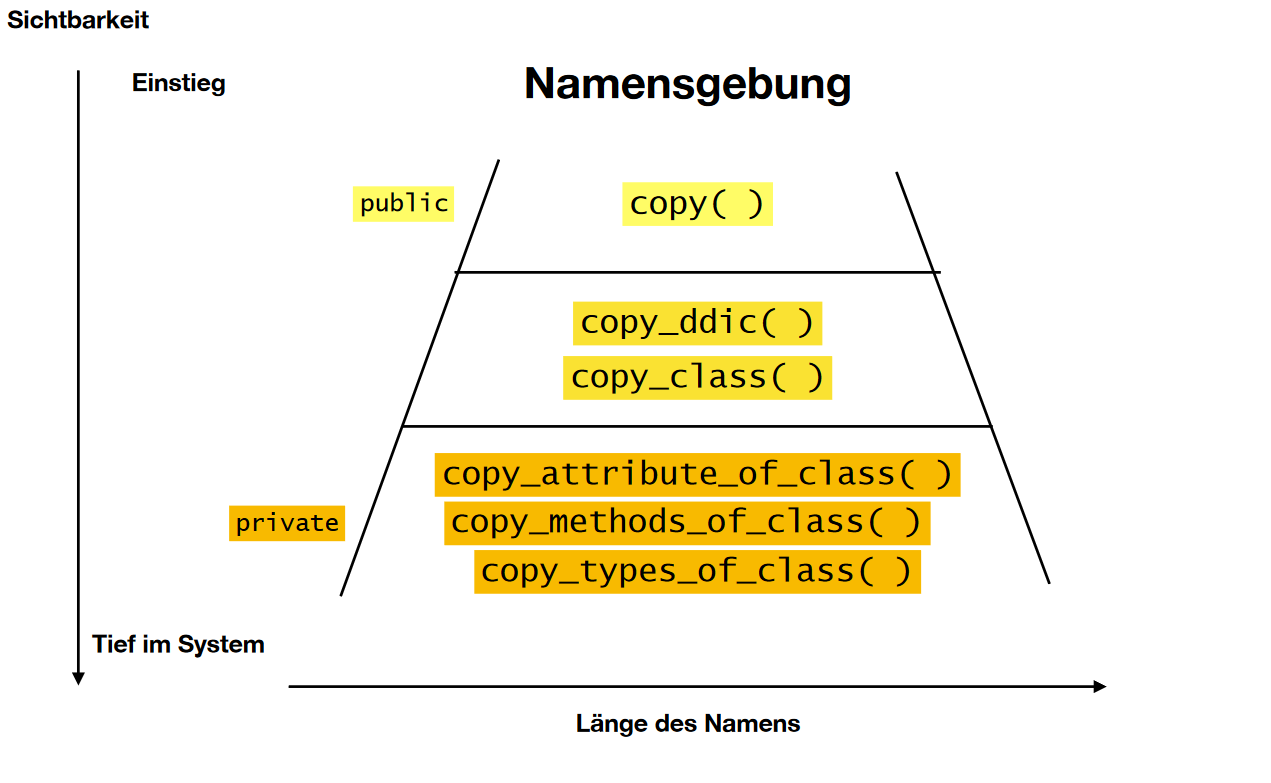 Sichtbarkeit
Einstieg
Namensgebung
public
copy( )
copy_ddic( )
copy_class( )
copy_attribute_of_class( )
private
copy_methods_of_class( )
copy_types_of_class( )
Tief im System
Länge des Namens